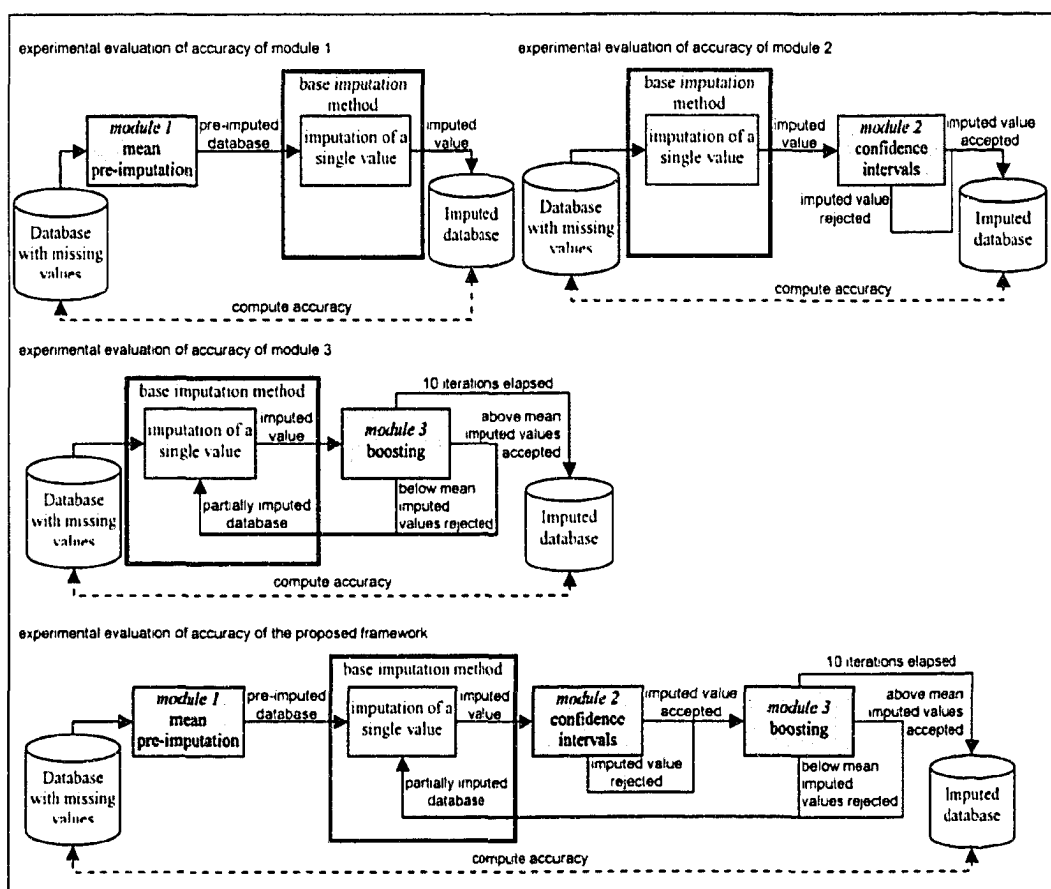 experimental evaluation of accuracy of module 1
base imputation
method
module 1
mean
pre-imputation
pre-imputed
database
imputation of a
single value
imputed
value
Database
with missing
values
Imputed
database
compute accuracy
experimental evaluation of accuracy of module 2
base imputation
method
imputation of a
single value
imputed
value
module 2
confidence
intervals
imputed value
accepted
imputed value
rejected
Database
with missing
values
Imputed
database
compute accuracy
experimental evaluation of accuracy of module 3
base imputation method
imputation of a
single value
imputed
value
module 3
boosting
10 iterations elapsed
above mean
imputed values
accepted
partially imputed
database
below mean
imputed
values rejected
Database
with missing
values
Imputed
database
compute accuracy
experimental evaluation of accuracy of the proposed framework
base imputation method
module 1
mean
pre-imputation
pre-imputed
database
imputation of a
single value
imputed
value
module 2
confidence
intervals
imputed value
accepted
imputed value
rejected
module 3
boosting
10 iterations elapsed
above mean
imputed values
accepted
partially imputed
database
below mean
imputed
values rejected
Database
with missing
values
Imputed
database
compute accuracy